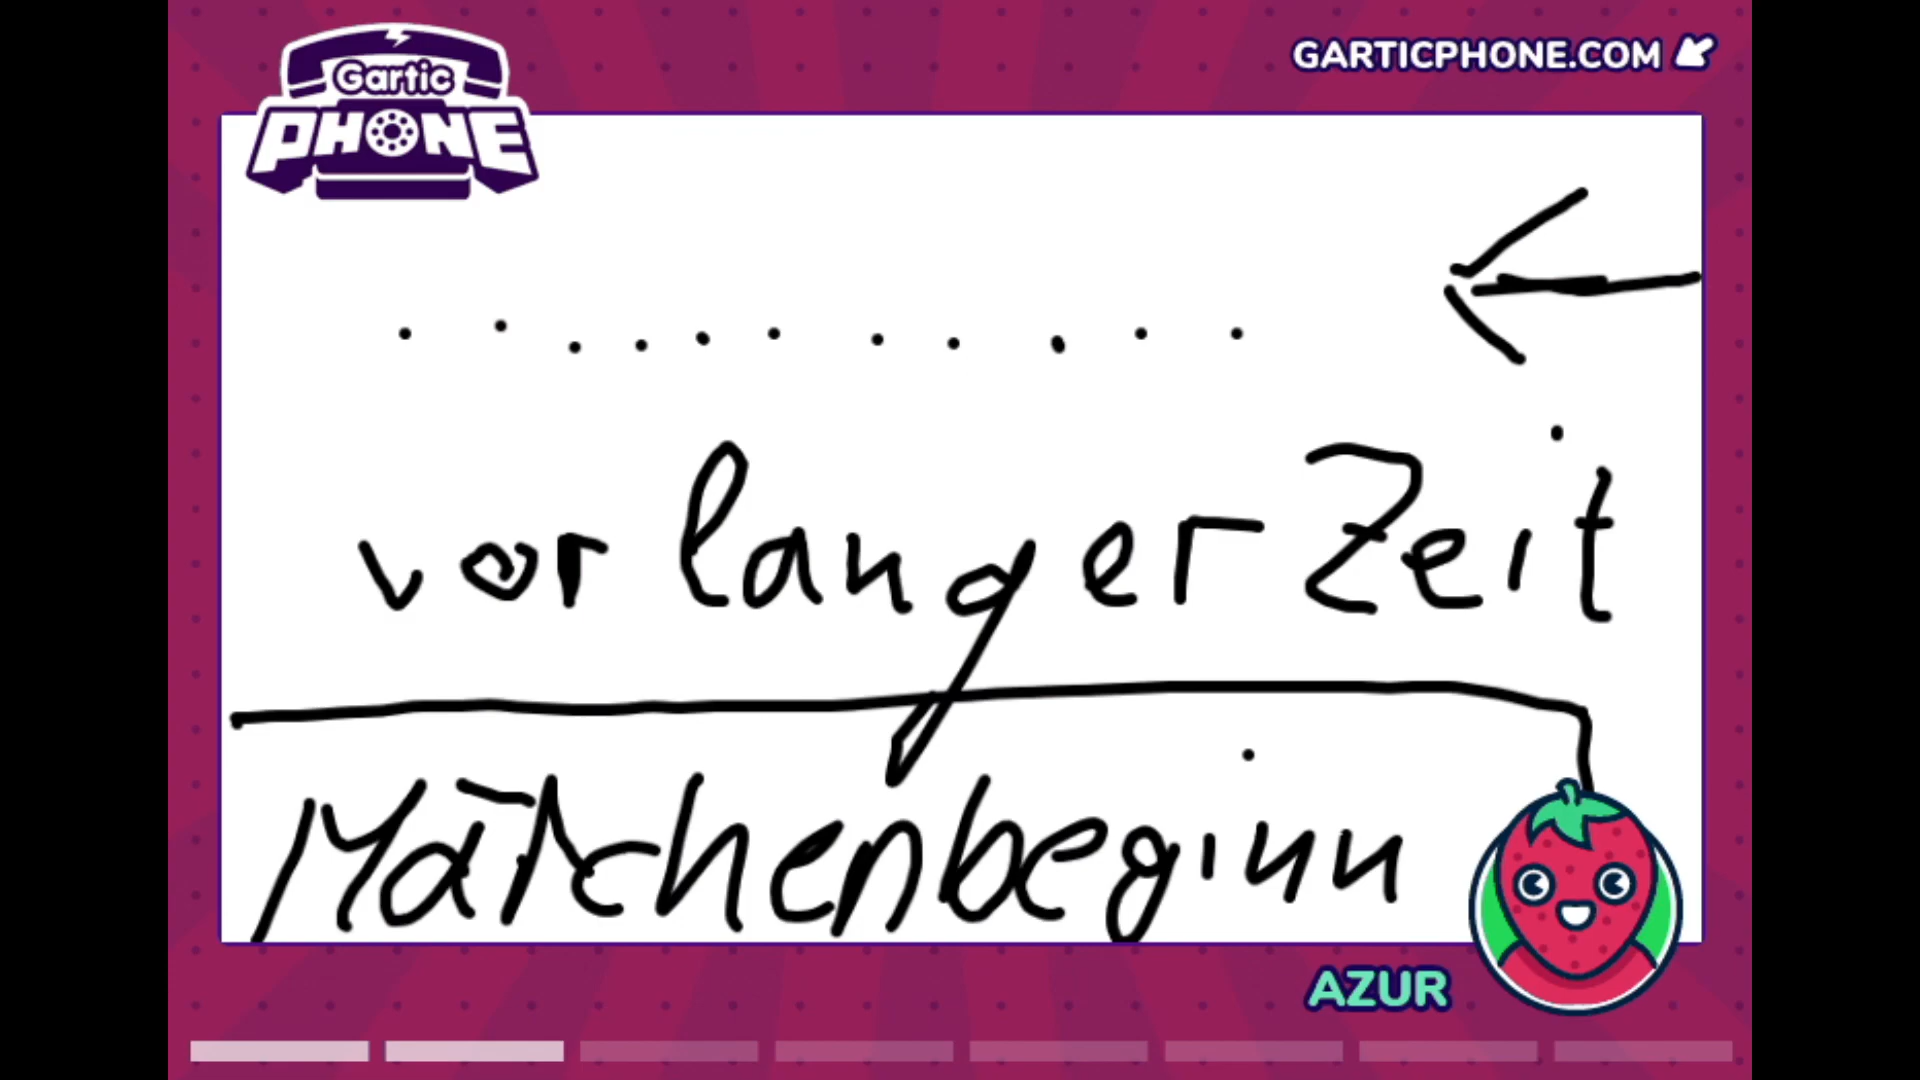 Gartic
PHONE
GARTICPHONE.COM
...........
vor langer Zeit
Märchenbeginn
AZUR